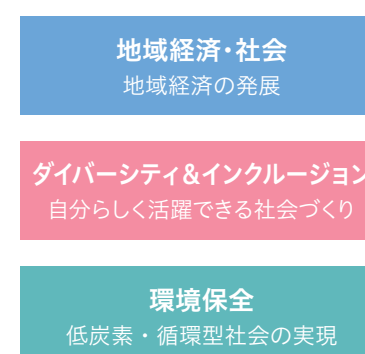 地域経済・社会
地域経済の発展
ダイバーシティ&インクルージョン
自分らしく活躍できる社会づくり
環境保全
低炭素・循環型社会の実現